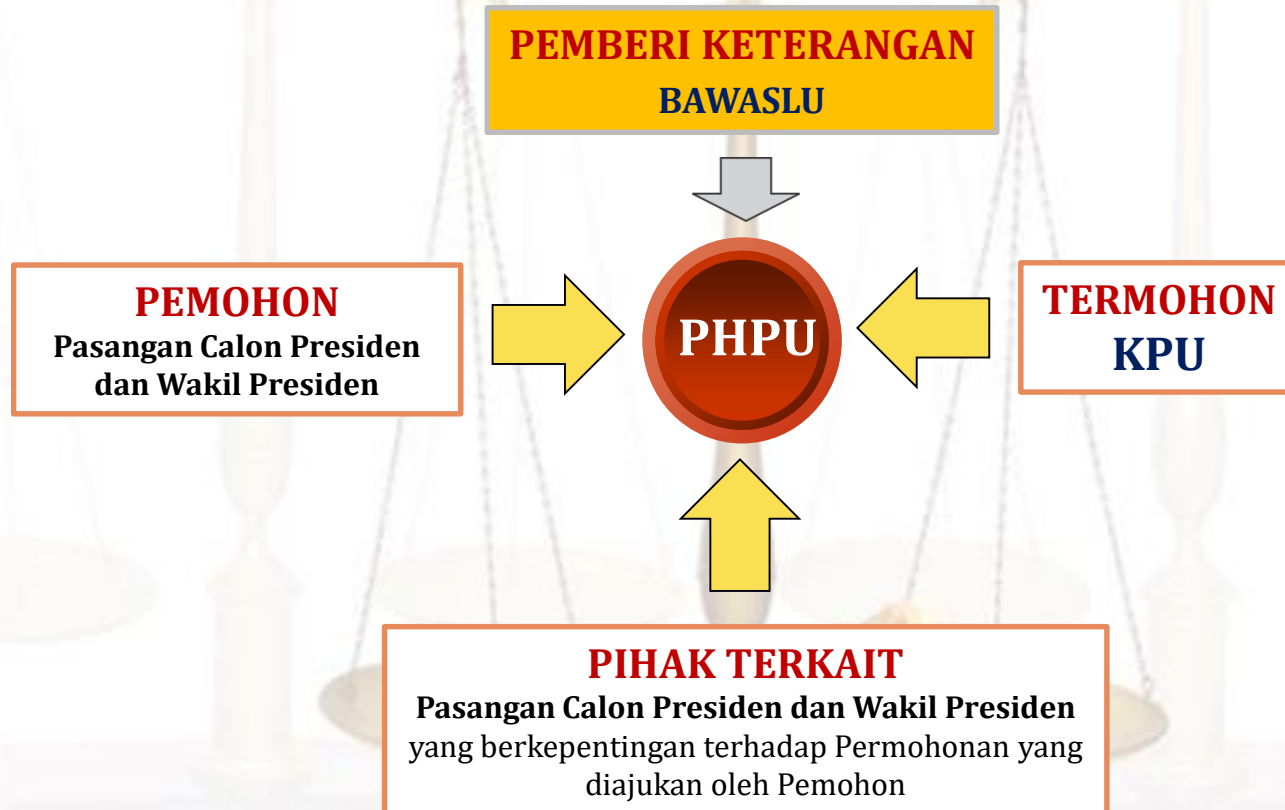 PEMBERI KETERANGAN
BAWASLU
PEMOHON
Pasangan Calon Presiden
dan Wakil Presiden
PHPU
TERMOHON
KPU
PIHAK TERKAIT
Pasangan Calon Presiden dan Wakil Presiden
yang berkepentingan terhadap Permohonan yang
diajukan oleh Pemohon